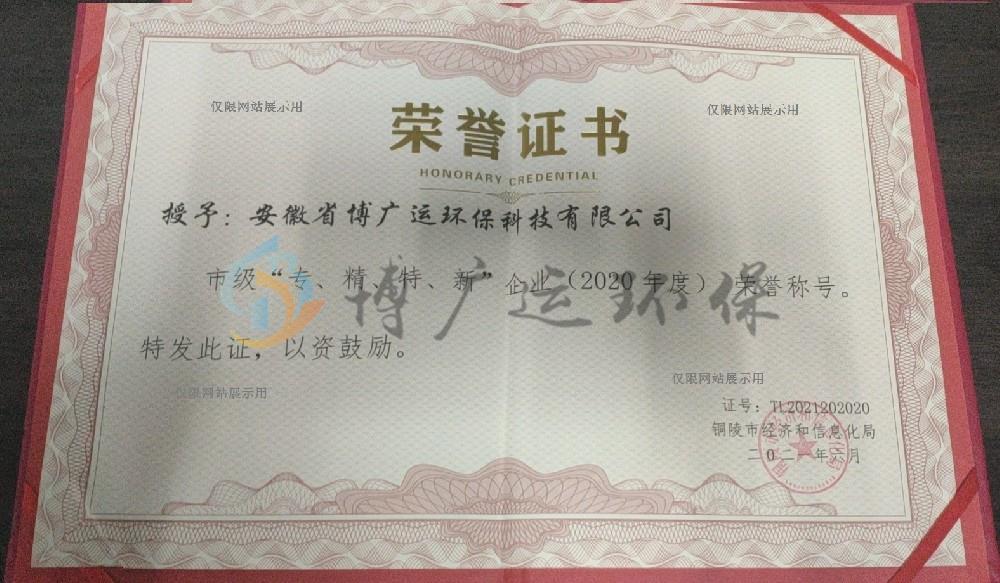 仅限网站展示用
仅限网站展示用
荣誉证书
HONORARY CREDENTIAL
授予：安徽省博广运环保科技有限公司
市级“专、精、特、新”企业（2020年度）荣誉称号。
博广运环保
特发此证，以资鼓励。
仅限网站展示用
仅限网站展示用
证号：TL2021202020
铜陵市经济和信息化局
二〇二一年六月